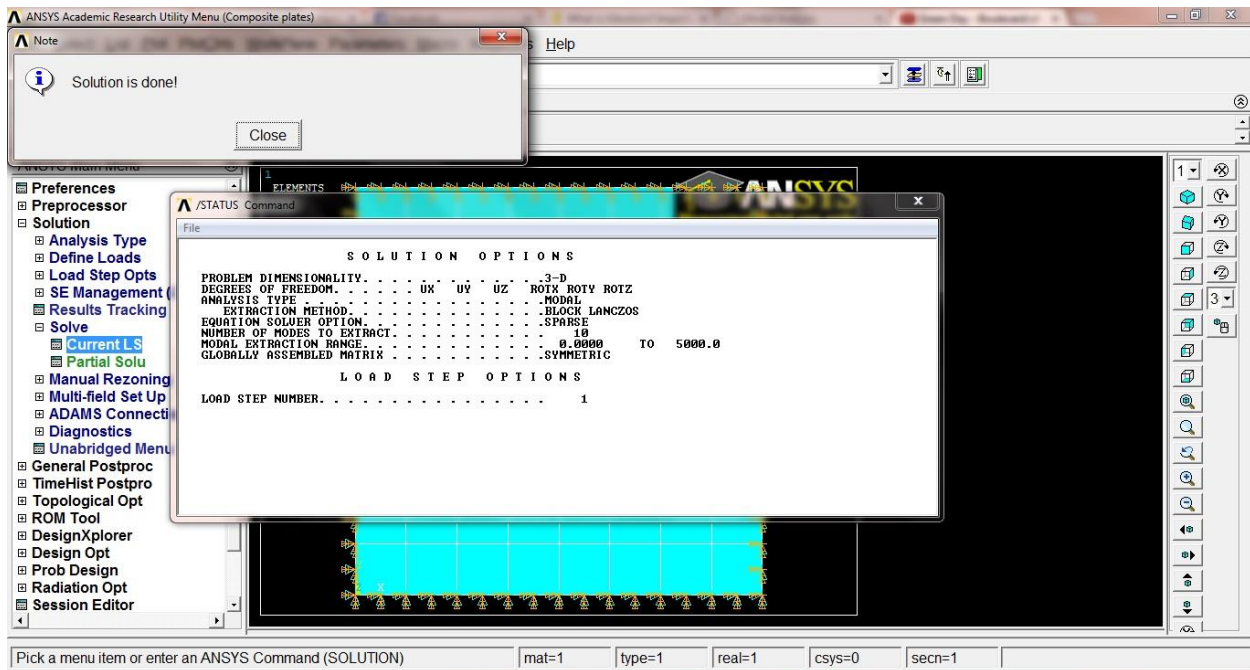 ANSYS Academic Research Utility Menu (Composite plates)
Note
Help
Solution is done!
Close
Preferences
Preprocessor
Solution
Analysis Type
Define Loads
Load Step Opts
SE Management (
Results Tracking
Solve
Current LS
Partial Solu
Manual Rezoning
Multi-field Set Up
ADAMS Connecti
Diagnostics
Unabridged Menu
General Postproc
TimeHist Postpro
Topological Opt
ROM Tool
DesignXplorer
Design Opt
Prob Design
Radiation Opt
Session Editor
1
ELEMENTS
ANSYS
/STATUS Command
File
S O L U T I O N   O P T I O N S
PROBLEM DIMENSIONALITY. . . . . . . . . . . . .3-D
DEGREES OF FREEDOM. . . . . . UX UY UZ ROTX ROTY ROTZ
ANALYSIS TYPE . . . . . . . . . . . . . . . . .MODAL
EXTRACTION METHOD. . . . . . . . . . . . . .BLOCK LANCZOS
EQUATION SOLVER OPTION. . . . . . . . . . . . .SPARSE
NUMBER OF MODES TO EXTRACT. . . . . . . . . . . 10
MODAL EXTRACTION RANGE. . . . . . . . . . . . . 0.0000 TO 5000.0
GLOBALLY ASSEMBLED MATRIX . . . . . . . . . . .SYMMETRIC
L O A D   S T E P   O P T I O N S
LOAD STEP NUMBER. . . . . . . . . . . . . . . . 1
X
1
3
Pick a menu item or enter an ANSYS Command (SOLUTION)
mat=1
type=1
real=1
csys=0
secn=1